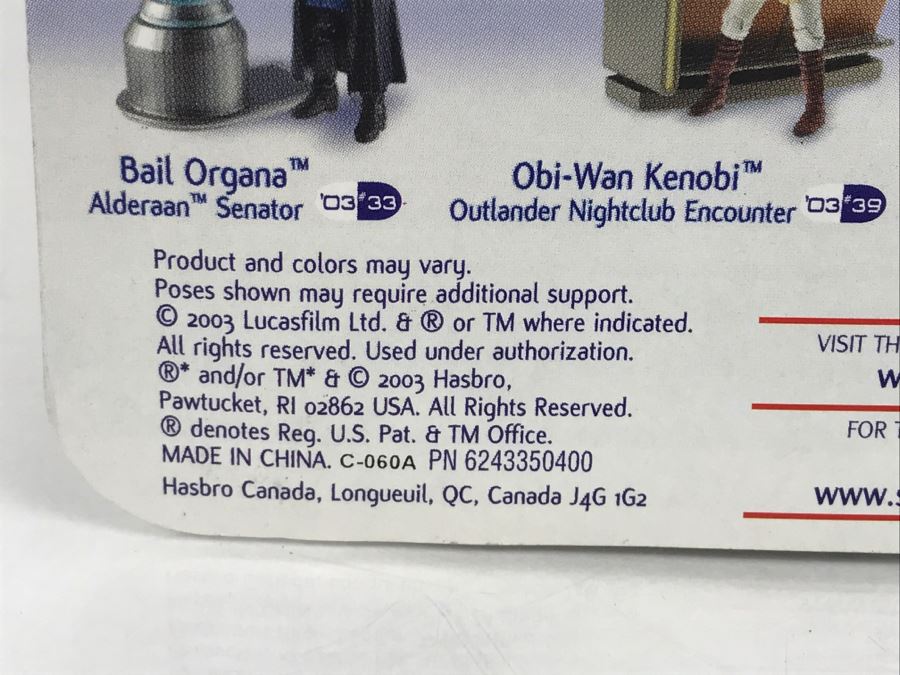 Bail Organa™
Alderaan™ Senator '03 #33
Obi-Wan Kenobi™
Outlander Nightclub Encounter '03 #39
Product and colors may vary.
Poses shown may require additional support.
© 2003 Lucasfilm Ltd. & ® or TM where indicated.
All rights reserved. Used under authorization.
®* and/or TM* & © 2003 Hasbro,
Pawtucket, RI 02862 USA. All Rights Reserved.
® denotes Reg. U.S. Pat. & TM Office.
MADE IN CHINA. C-060A PN 6243350400
Hasbro Canada, Longueuil, QC, Canada J4G 1G2
VISIT TH
W
FOR T
WWW.S